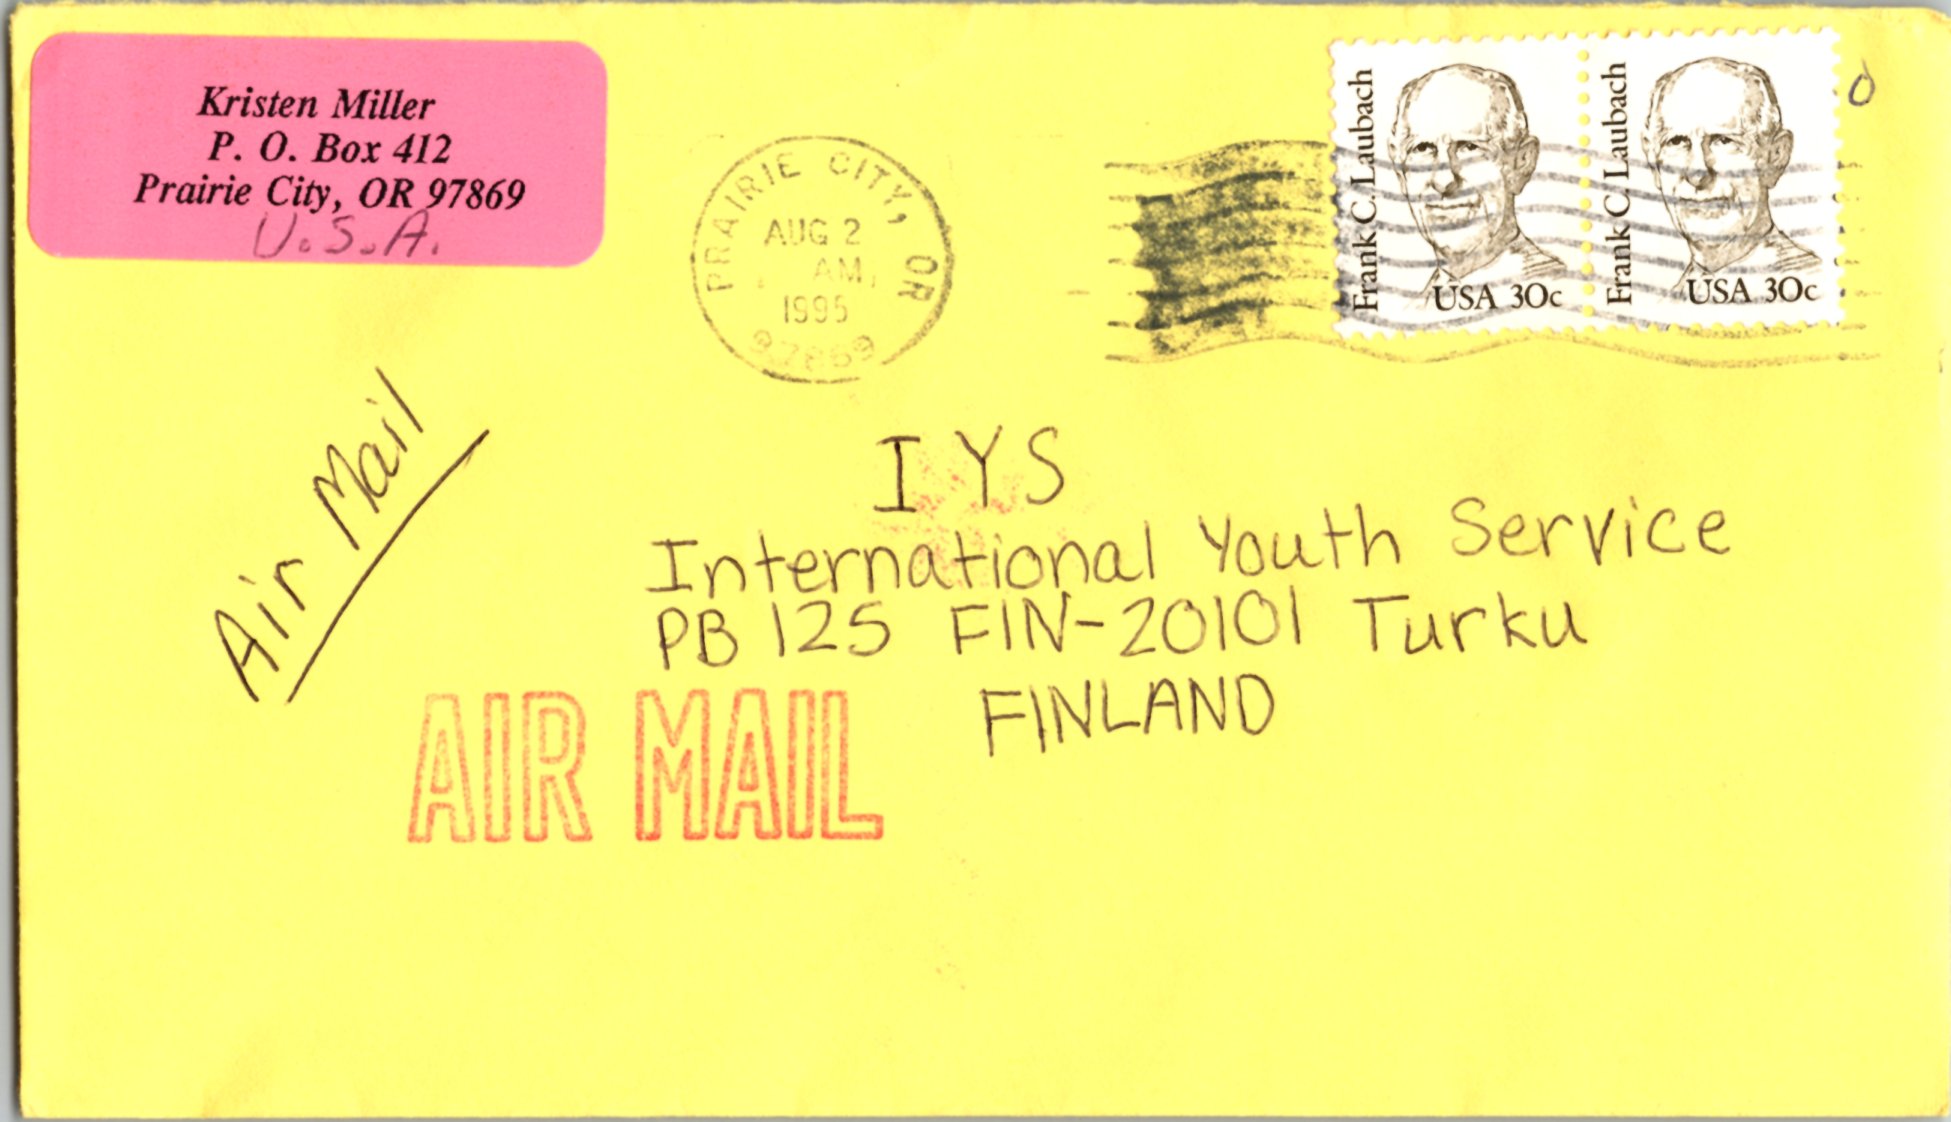 Kristen Miller
P. O. Box 412
Prairie City, OR 97869
U.S.A.
PRAIRIE CITY, OR
AUG 2
AM
1995
97869
Frank C. Laubach
USA 30c
Frank C. Laubach
USA 30c
Air Mail
IYS
International Youth Service
PB 125 FIN-20101 Turku
FINLAND
AIR MAIL